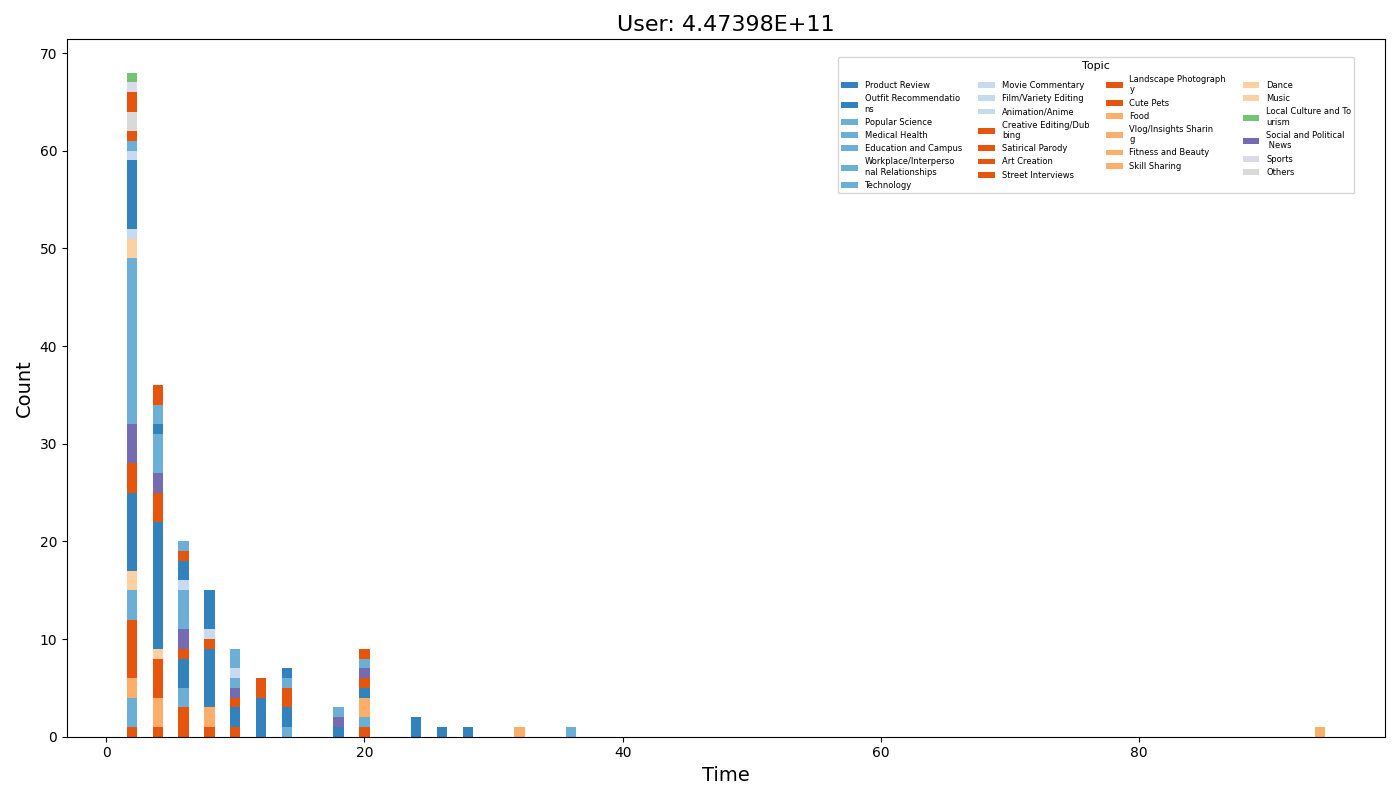 User: 4.47398E+11
Topic
Product Review
Outfit Recommendatio
ns
Popular Science
Medical Health
Education and Campus
Workplace/Interperso
nal Relationships
Technology
Movie Commentary
Film/Variety Editing
Animation/Anime
Creative Editing/Dub
bing
Satirical Parody
Art Creation
Street Interviews
Landscape Photograph
y
Cute Pets
Food
Vlog/Insights Sharin
g
Fitness and Beauty
Skill Sharing
Dance
Music
Local Culture and To
urism
Social and Political
News
Sports
Others
Count
70
60
50
40
30
20
10
0
0 20 40 60 80
Time